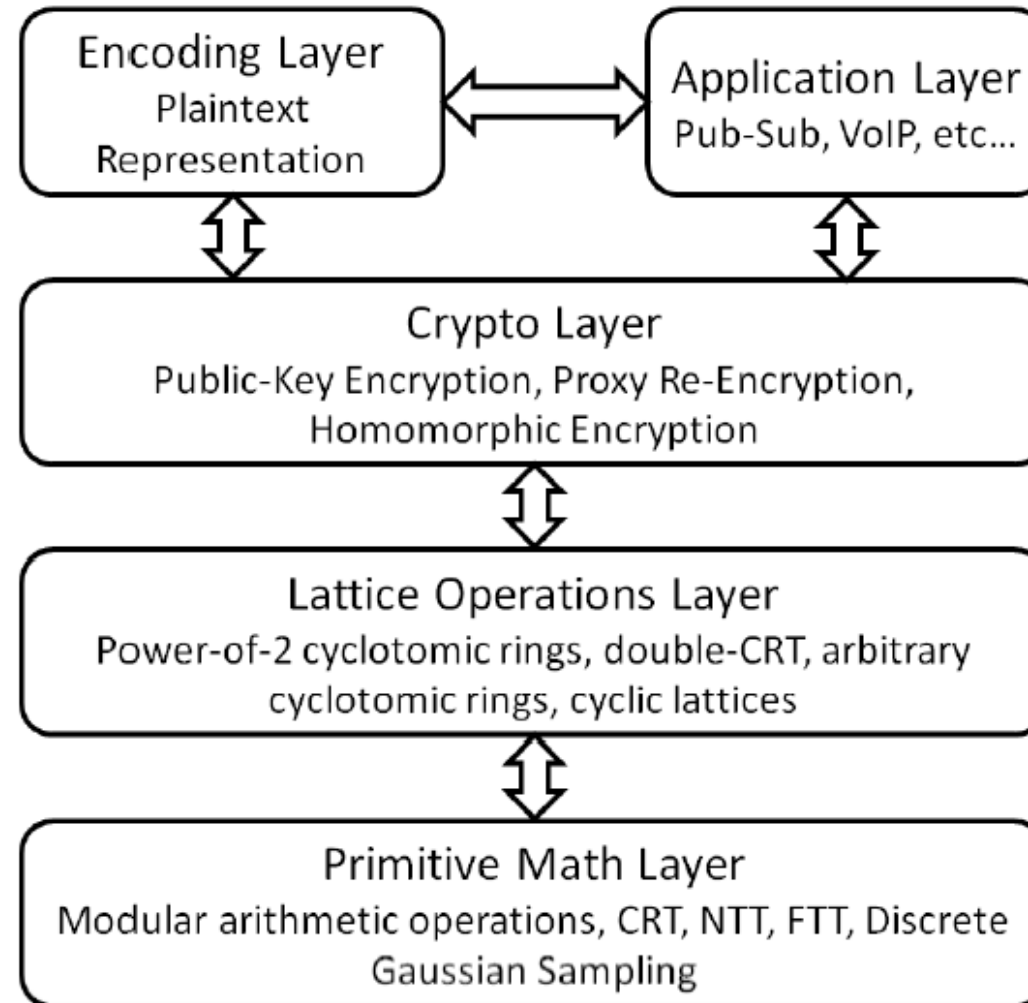 Encoding Layer
Plaintext
Representation
Application Layer
Pub-Sub, VoIP, etc...
Crypto Layer
Public-Key Encryption, Proxy Re-Encryption,
Homomorphic Encryption
Lattice Operations Layer
Power-of-2 cyclotomic rings, double-CRT, arbitrary
cyclotomic rings, cyclic lattices
Primitive Math Layer
Modular arithmetic operations, CRT, NTT, FTT, Discrete
Gaussian Sampling